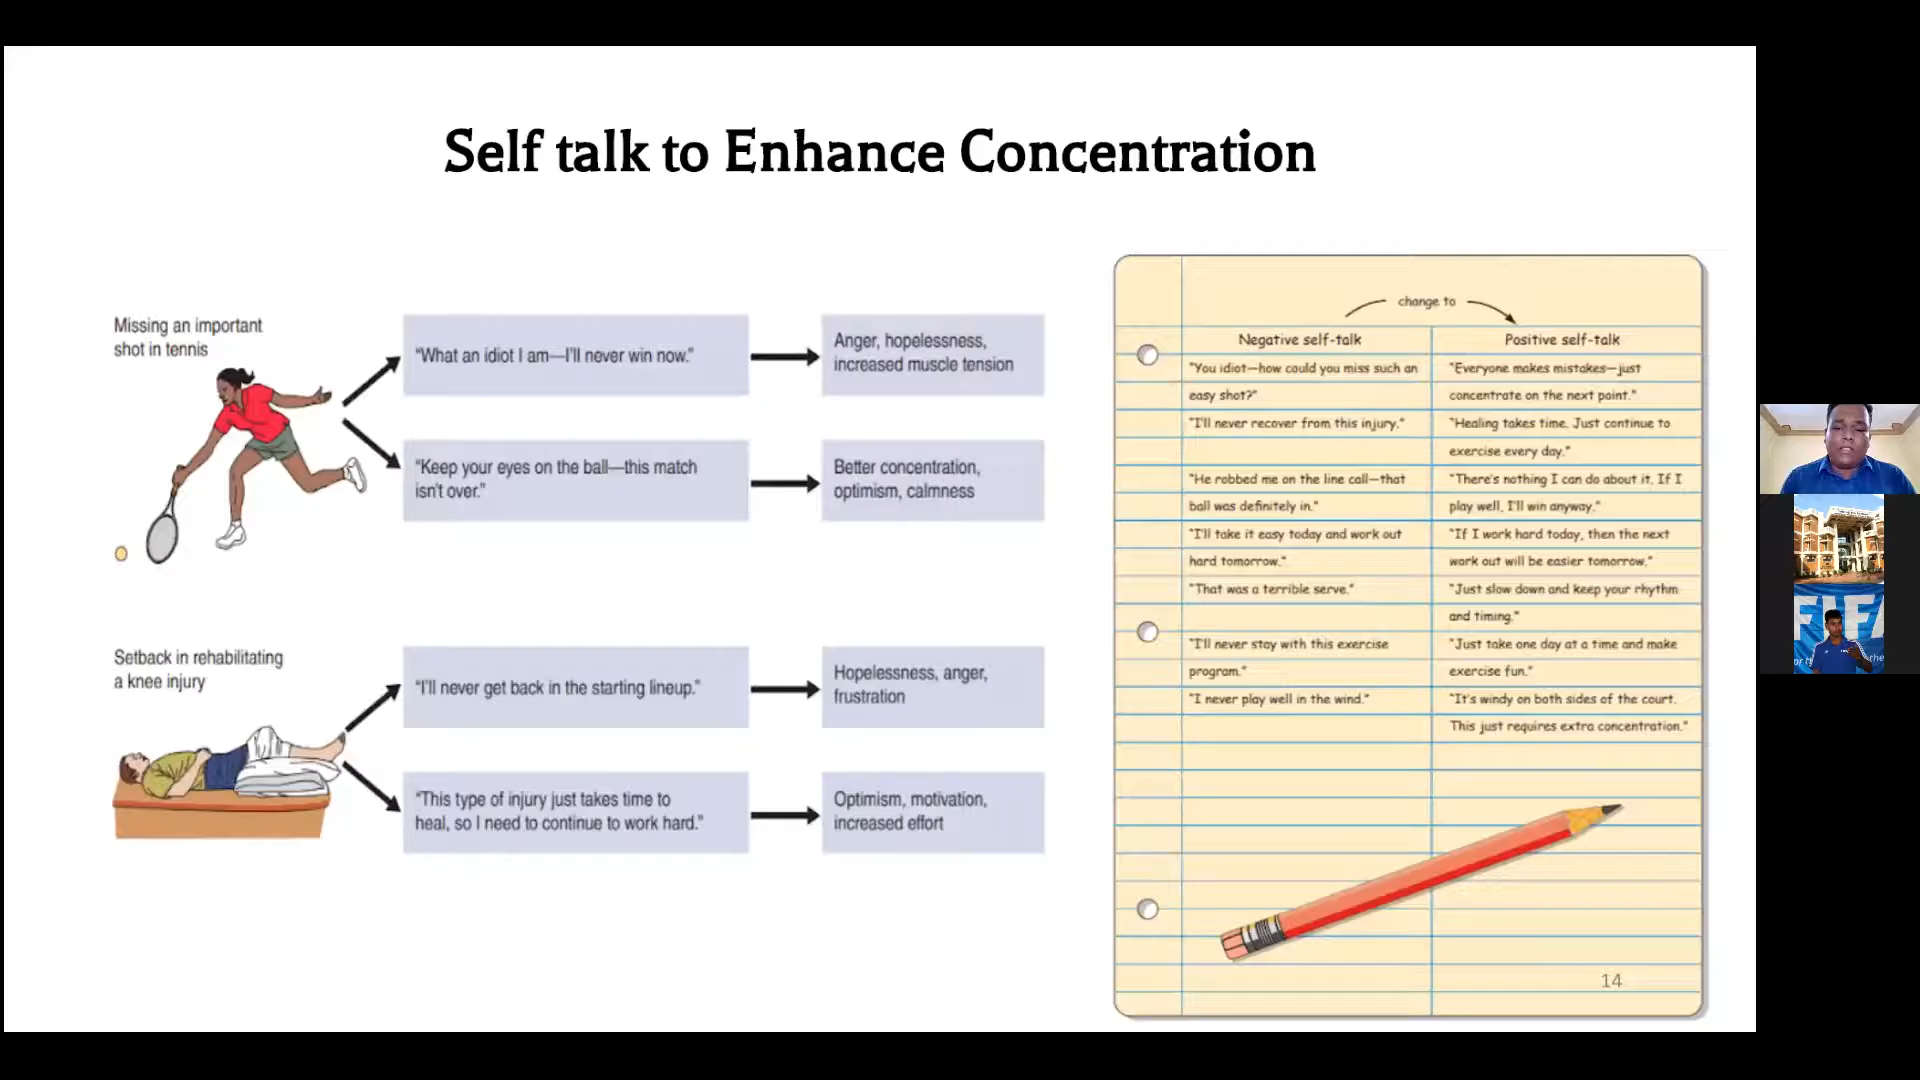 Self talk to Enhance Concentration
Missing an important
shot in tennis
"What an idiot I am—I'll never win now."
Anger, hopelessness,
increased muscle tension
"Keep your eyes on the ball—this match
isn't over."
Better concentration,
optimism, calmness
Setback in rehabilitating
a knee injury
"I'll never get back in the starting lineup."
Hopelessness, anger,
frustration
"This type of injury just takes time to
heal, so I need to continue to work hard."
Optimism, motivation,
increased effort
change to
Negative self-talk
Positive self-talk
"You idiot—how could you miss such an
easy shot?"
"Everyone makes mistakes—just
concentrate on the next point."
"I'll never recover from this injury."
"Healing takes time. Just continue to
exercise every day."
"He robbed me on the line call—that
ball was definitely in."
"There's nothing I can do about it. If I
play well, I'll win anyway."
"I'll take it easy today and work out
hard tomorrow."
"If I work hard today, then the next
work out will be easier tomorrow."
"That was a terrible serve."
"Just slow down and keep your rhythm
and timing."
"I'll never stay with this exercise
program."
"Just take one day at a time and make
exercise fun."
"I never play well in the wind."
"It's windy on both sides of the court.
This just requires extra concentration."
14
FIFA